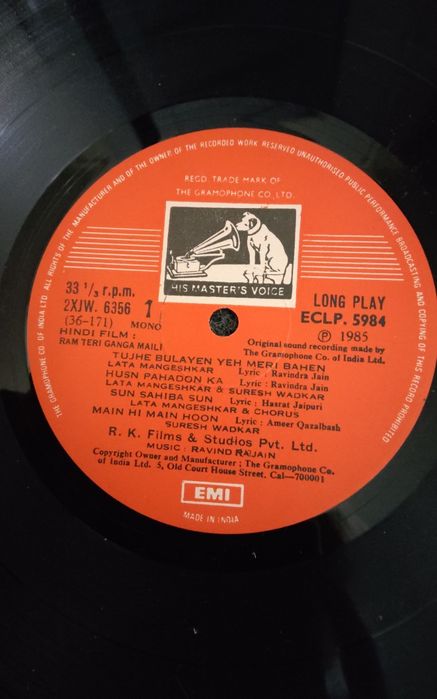 THE GRAMOPHONE CO. OF INDIA LTD. ALL RIGHTS OF THE MANUFACTURER AND OF THE OWNER OF THE RECORDED WORK RESERVED UNAUTHORISED PUBLIC PERFORMANCE BROADCASTING AND COPYING OF THIS RECORD PROHIBITED
REGD. TRADE MARK OF
THE GRAMOPHONE CO., LTD.
HIS MASTER'S VOICE
33 1/3 r.p.m.
2XJW. 6356 1
(36-171) MONO
LONG PLAY
ECLP. 5984
℗ 1985
HINDI FILM :
RAM TERI GANGA MAILI
Original sound recording made by
The Gramophone Co. of India Ltd.
TUJHE BULAYEN YEH MERI BAHEN
LATA MANGESHKAR Lyric : Ravindra Jain
HUSN PAHADON KA Lyric : Ravindra Jain
LATA MANGESHKAR & SURESH WADKAR
SUN SAHIBA SUN Lyric : Hasrat Jaipuri
LATA MANGESHKAR & CHORUS
MAIN HI MAIN HOON Lyric : Ameer Qazalbash
SURESH WADKAR
R. K. Films & Studios Pvt. Ltd.
MUSIC : RAVINDRA JAIN
Copyright Owner and Manufacturer ; The Gramophone Co.
of India Ltd. 5, Old Court House Street, Cal—700001
EMI
MADE IN INDIA